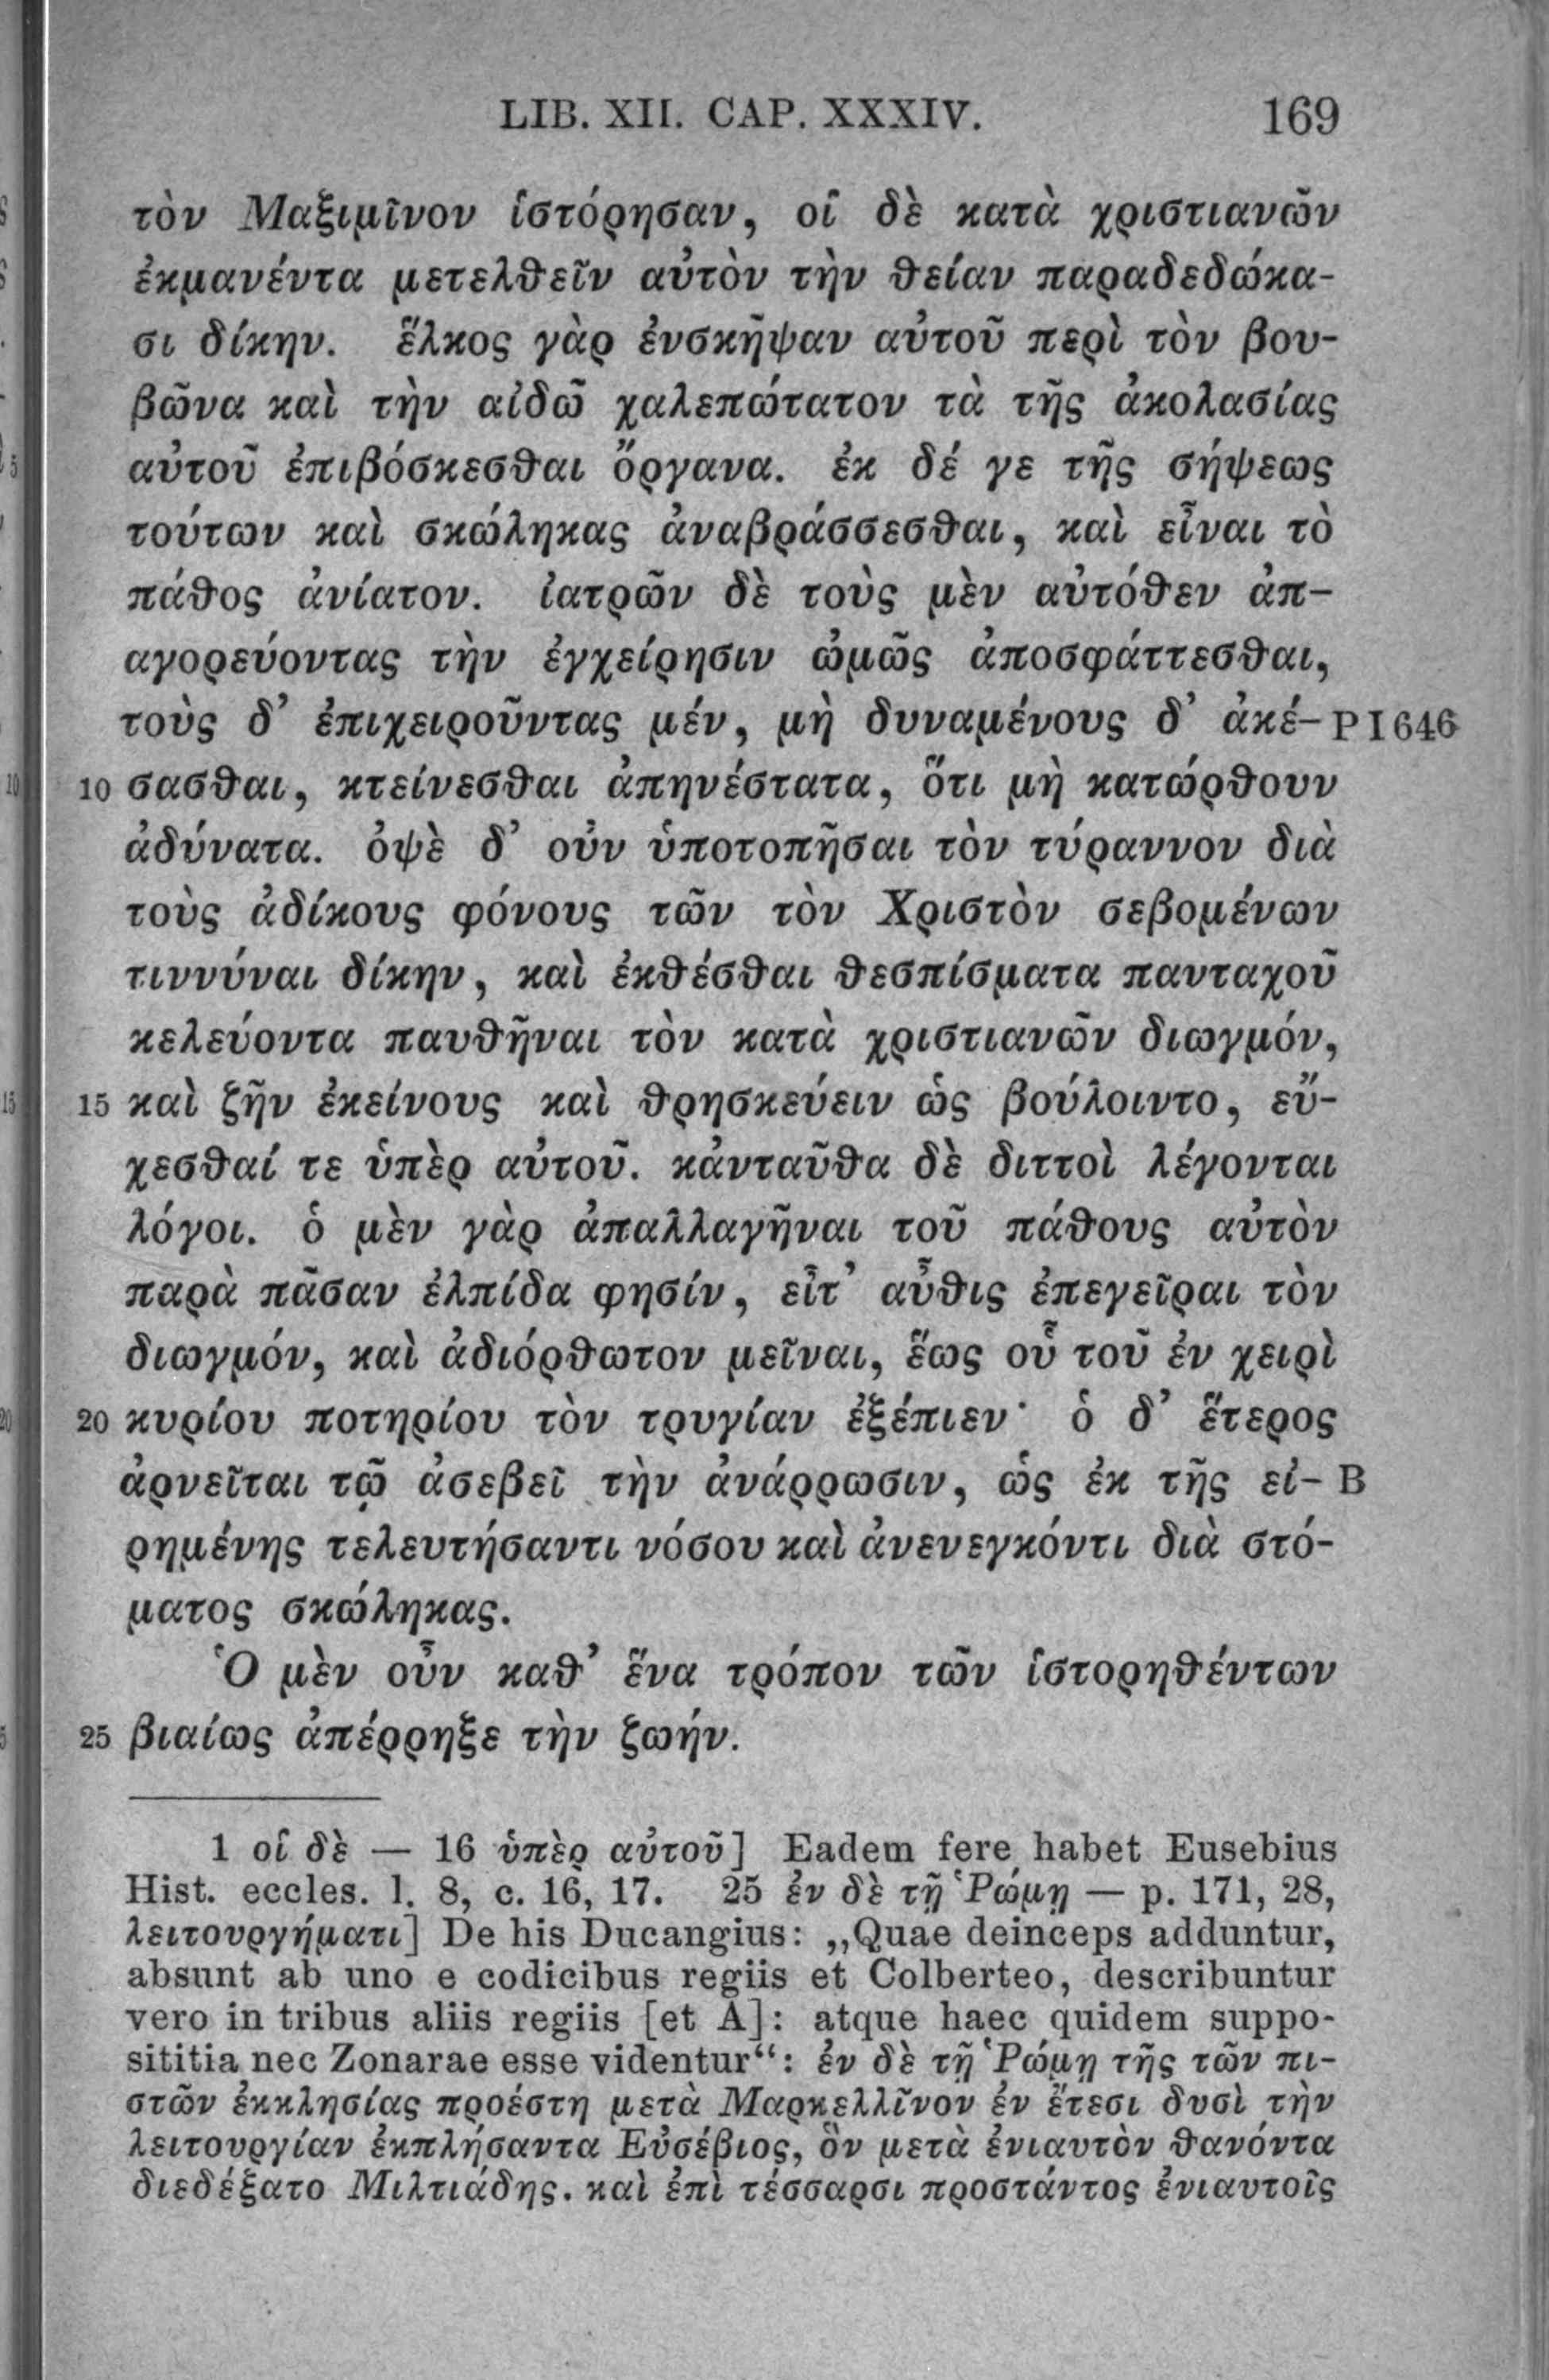 LIB. XII. CAP. XXXIV. 169
τὸν Μαξιμῖνον ἱστόρησαν, οἱ δὲ κατὰ χριστιανῶν
ἐκμανέντα μετελθεῖν αὐτὸν τὴν θείαν παραδεδώκα-
σι δίκην. ἕλκος γὰρ ἐνσκῆψαν αὐτοῦ περὶ τὸν βου-
βῶνα καὶ τὴν αἰδῶ χαλεπώτατον τὰ τῆς ἀκολασίας
αὐτοῦ ἐπιβόσκεσθαι ὄργανα. ἐκ δέ γε τῆς σήψεως
τούτων καὶ σκώληκας ἀναβράσσεσθαι, καὶ εἶναι τὸ
πάθος ἀνίατον. ἰατρῶν δὲ τοὺς μὲν αὐτόθεν ἀπ-
αγορεύοντας τὴν ἐγχείρησιν ὠμῶς ἀποσφάττεσθαι,
τοὺς δ’ ἐπιχειροῦντας μέν, μὴ δυναμένους δ’ ἀκέ- P I 646
10 σασθαι, κτείνεσθαι ἀπηνέστατα, ὅτι μὴ κατώρθουν
ἀδύνατα. ὀψὲ δ’ οὐν ὑποτοπῆσαι τὸν τύραννον διὰ
τοὺς ἀδίκους φόνους τῶν τὸν Χριστὸν σεβομένων
τιννύναι δίκην, καὶ ἐκθέσθαι θεσπίσματα πανταχοῦ
κελεύοντα παυθῆναι τὸν κατὰ χριστιανῶν διωγμόν,
15 καὶ ζῆν ἐκείνους καὶ θρησκεύειν ὡς βούλοιντο, εὔ-
χεσθαί τε ὑπὲρ αὐτοῦ. κἀνταῦθα δὲ διττοὶ λέγονται
λόγοι. ὁ μὲν γὰρ ἀπαλλαγῆναι τοῦ πάθους αὐτὸν
παρὰ πᾶσαν ἐλπίδα φησίν, εἶτ’ αὖθις ἐπεγεῖραι τὸν
διωγμόν, καὶ ἀδιόρθωτον μεῖναι, ἕως οὗ τοῦ ἐν χειρὶ
20 κυρίου ποτηρίου τὸν τρυγίαν ἐξέπιεν· ὁ δ’ ἕτερος
ἀρνεῖται τῷ ἀσεβεῖ τὴν ἀνάρρωσιν, ὡς ἐκ τῆς εἰ- B
ρημένης τελευτήσαντι νόσου καὶ ἀνενεγκόντι διὰ στό-
ματος σκώληκας.
Ὁ μὲν οὖν καθ’ ἕνα τρόπον τῶν ἱστορηθέντων
25 βιαίως ἀπέρρηξε τὴν ζωήν.
1 οἱ δὲ — 16 ὑπὲρ αὐτοῦ] Eadem fere habet Eusebius
Hist. eccles. l. 8, c. 16, 17. 25 ἐν δὲ τῇ Ῥώμῃ — p. 171, 28,
λειτουργήματι] De his Ducangius: „Quae deinceps adduntur,
absunt ab uno e codicibus regiis et Colberteo, describuntur
vero in tribus aliis regiis [et A]: atque haec quidem suppo-
sititia nec Zonarae esse videntur“: ἐν δὲ τῇ Ῥώμῃ τῆς τῶν πι-
στῶν ἐκκλησίας προέστη μετὰ Μαρκελλῖνον ἐν ἔτεσι δυσὶ τὴν
λειτουργίαν ἐκπλήσαντα Εὐσέβιος, ὃν μετὰ ἐνιαυτὸν θανόντα
διεδέξατο Μιλτιάδης. καὶ ἐπὶ τέσσαρσι προστάντος ἐνιαυτοῖς